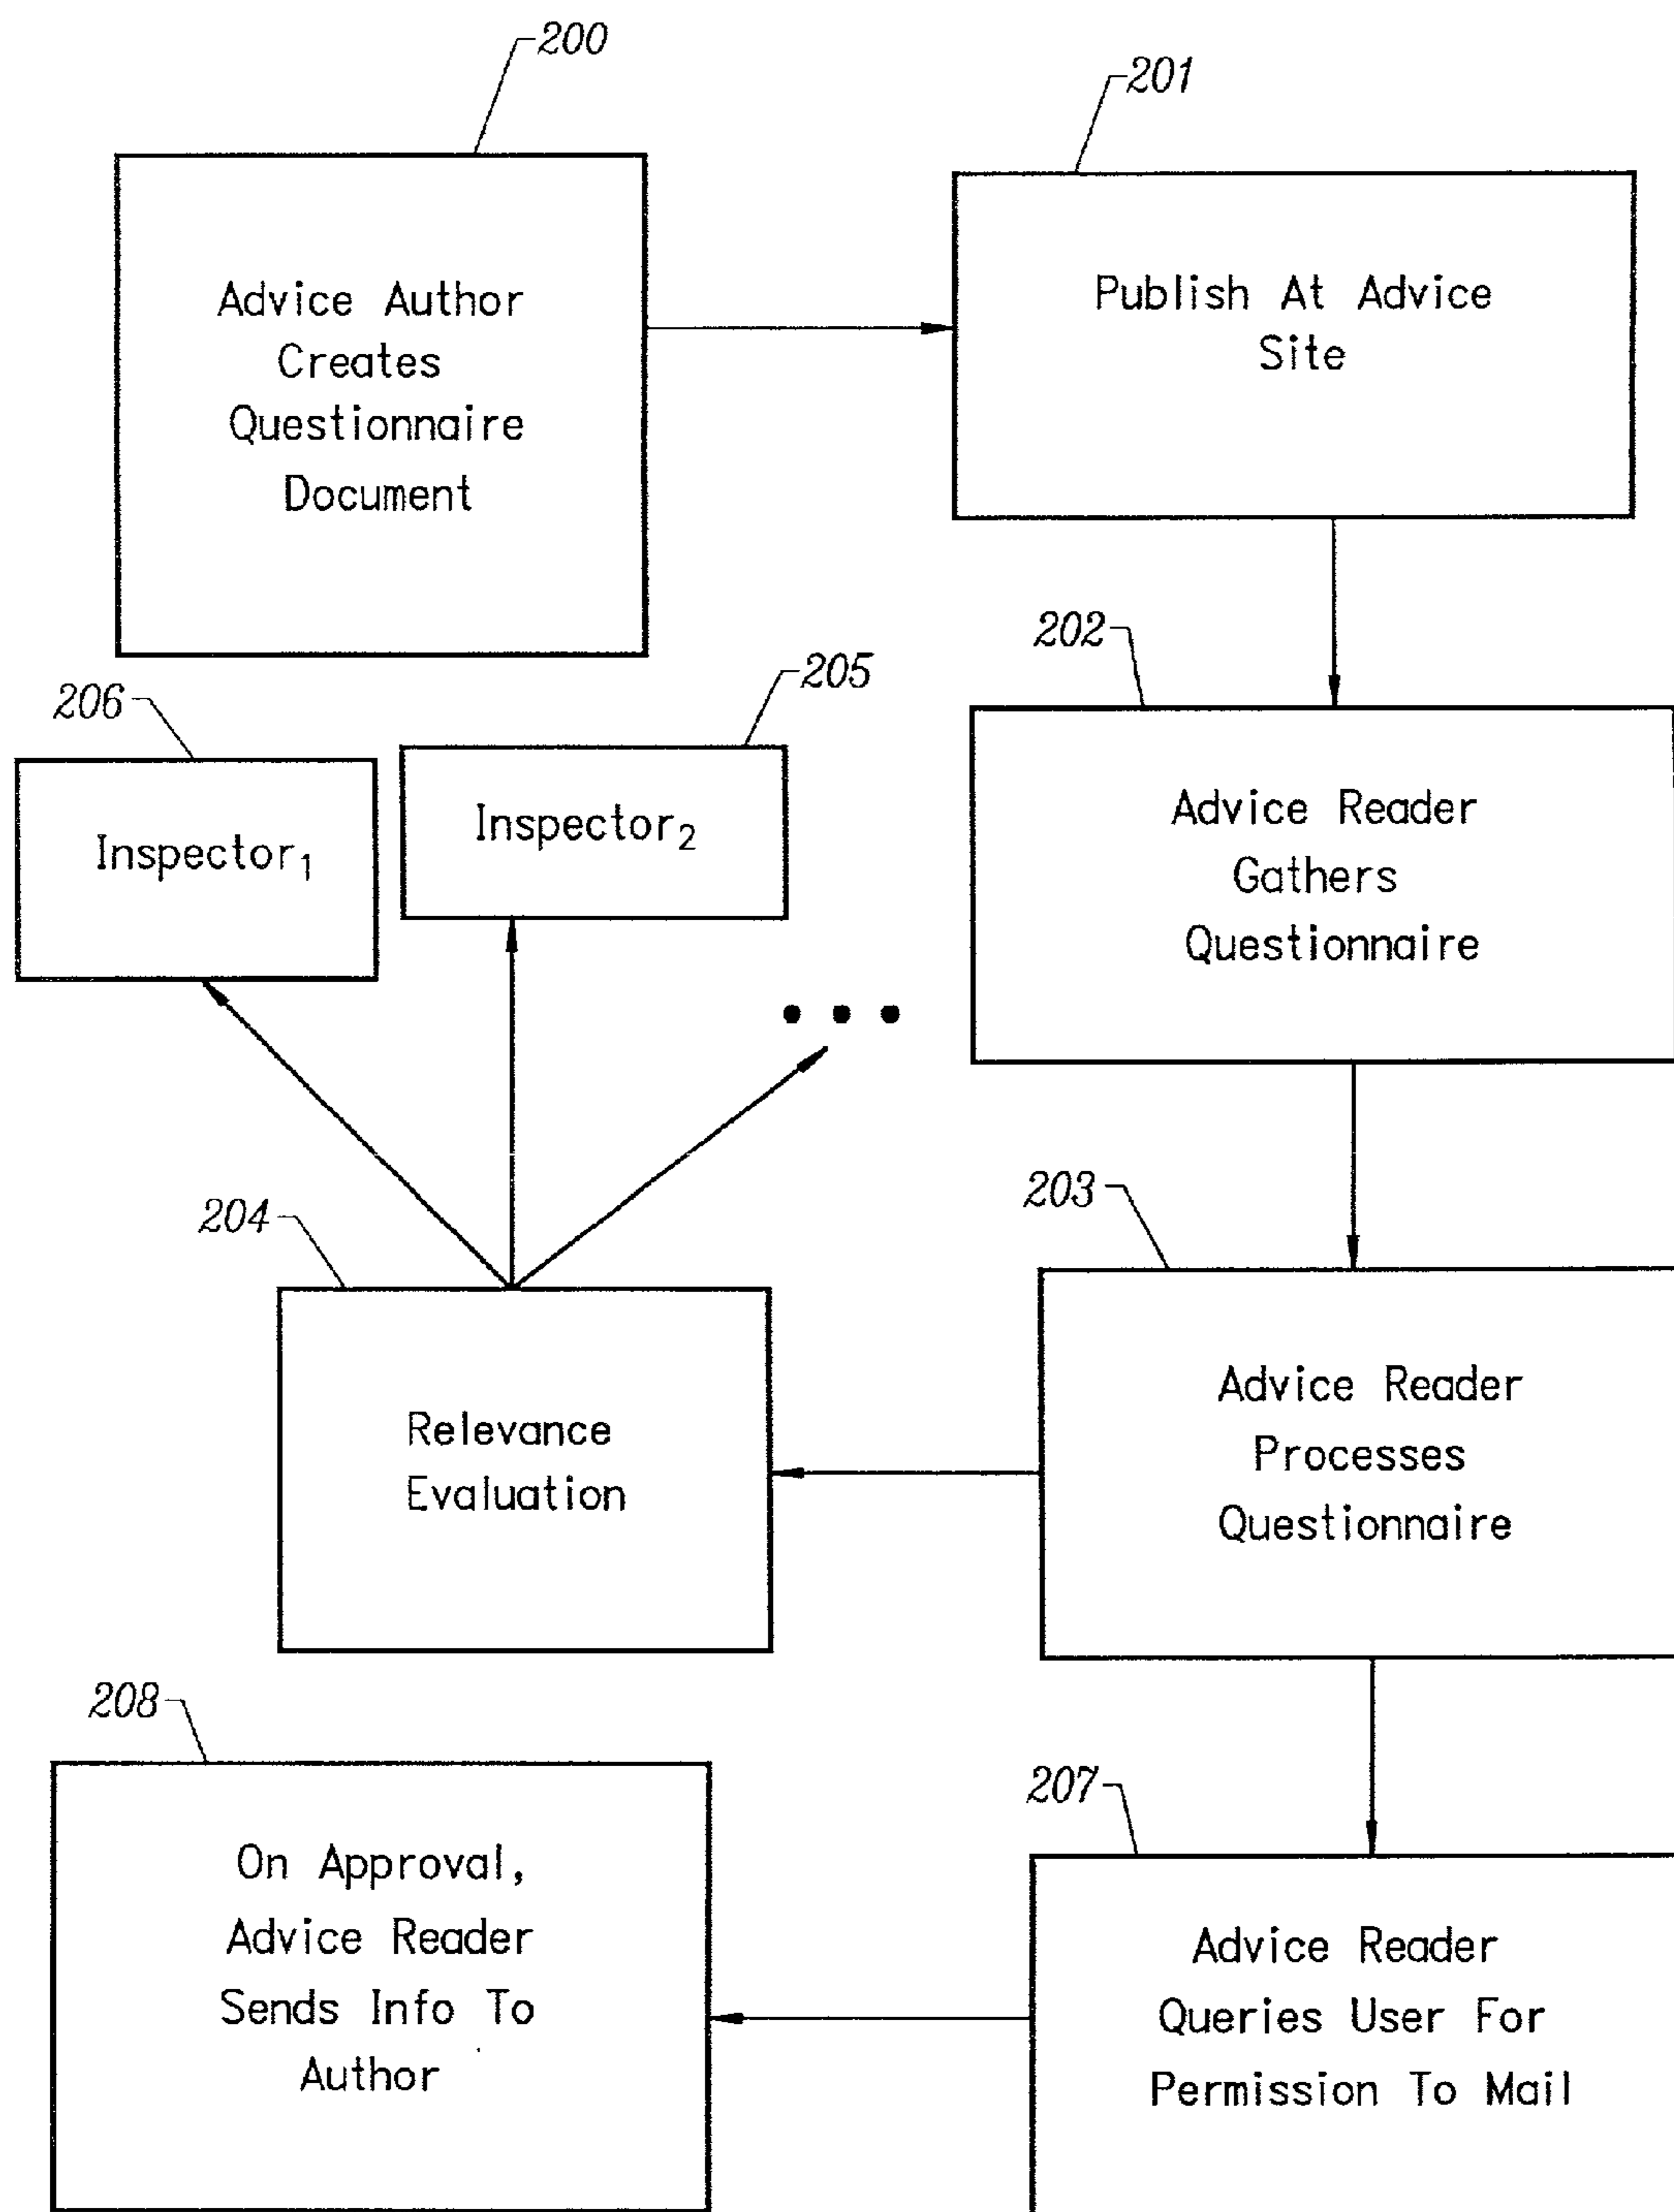 200
201
Advice Author
Creates
Questionnaire
Document
Publish At Advice
Site
202
Advice Reader
Gathers
Questionnaire
206
205
Inspector₁
Inspector₂
203
204
Advice Reader
Processes
Questionnaire
Relevance
Evaluation
208
207
On Approval,
Advice Reader
Sends Info To
Author
Advice Reader
Queries User For
Permission To Mail